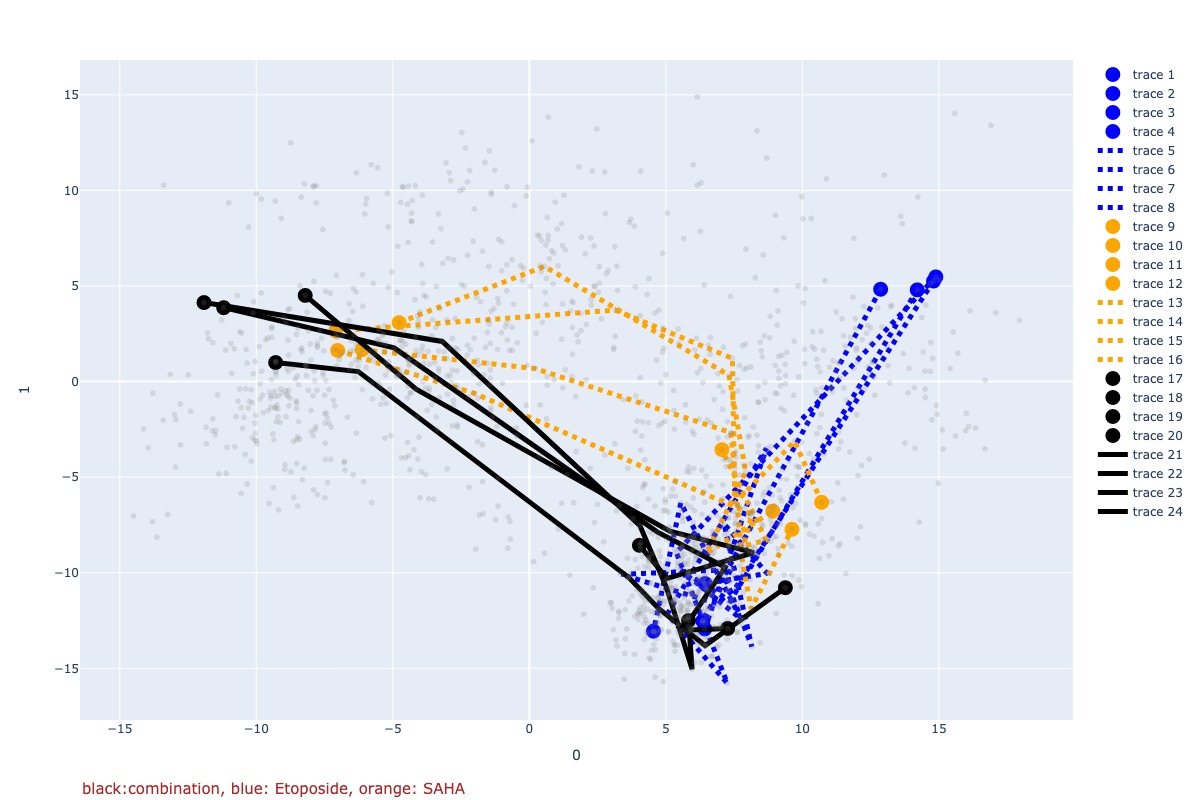 15
10
5
0
−5
−10
−15
1
−15
−10
−5
0
5
10
15
0
trace 1
trace 2
trace 3
trace 4
trace 5
trace 6
trace 7
trace 8
trace 9
trace 10
trace 11
trace 12
trace 13
trace 14
trace 15
trace 16
trace 17
trace 18
trace 19
trace 20
trace 21
trace 22
trace 23
trace 24
black:combination, blue: Etoposide, orange: SAHA